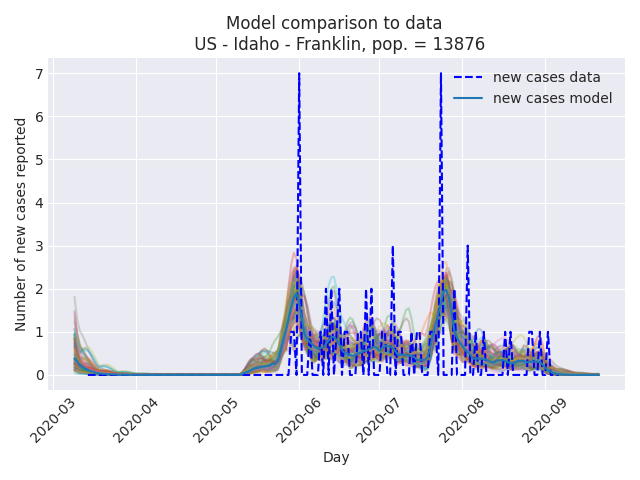 Model comparison to data
US - Idaho - Franklin, pop. = 13876
new cases data
new cases model
Number of new cases reported
7
6
5
4
3
2
1
0
2020-03
2020-04
2020-05
2020-06
2020-07
2020-08
2020-09
Day